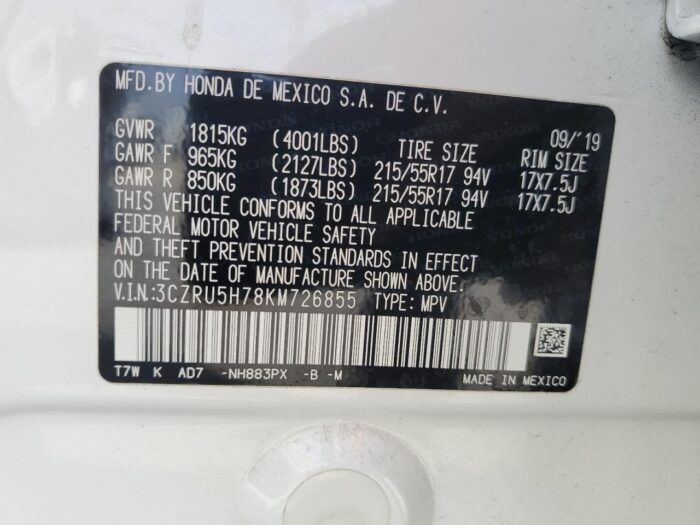 MFD.BY HONDA DE MEXICO S.A. DE C.V.
09/'19
GVWR 1815KG (4001LBS) TIRE SIZE RIM SIZE
GAWR F 965KG (2127LBS) 215/55R17 94V 17X7.5J
GAWR R 850KG (1873LBS) 215/55R17 94V 17X7.5J
THIS VEHICLE CONFORMS TO ALL APPLICABLE
FEDERAL MOTOR VEHICLE SAFETY
AND THEFT PREVENTION STANDARDS IN EFFECT
ON THE DATE OF MANUFACTURE SHOWN ABOVE.
V.I.N:3CZRU5H78KM726855 TYPE: MPV
T7W K AD7 -NH883PX -B -M MADE IN MEXICO